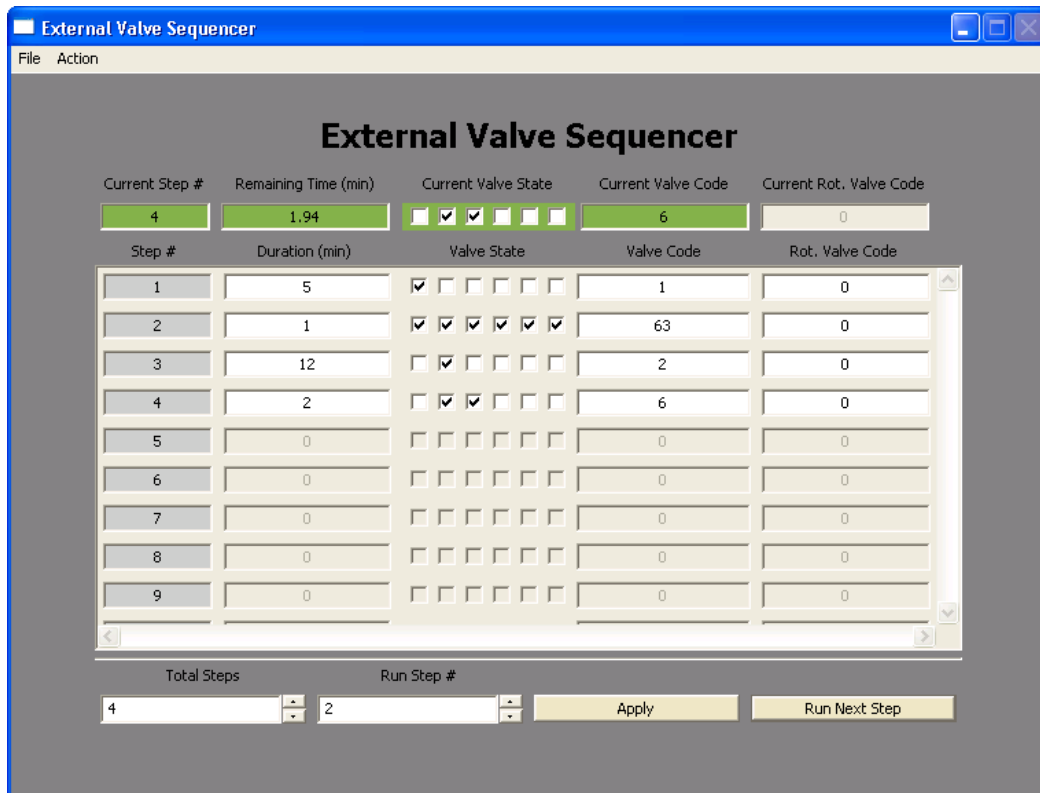 External Valve Sequencer
File Action
External Valve Sequencer
Current Step # Remaining Time (min) Current Valve State Current Valve Code Current Rot. Valve Code
4 1.94 6 0
Step # Duration (min) Valve State Valve Code Rot. Valve Code
1 5 1 0
2 1 63 0
3 12 2 0
4 2 6 0
5 0 0 0
6 0 0 0
7 0 0 0
8 0 0 0
9 0 0 0
Total Steps Run Step #
4 2 Apply Run Next Step